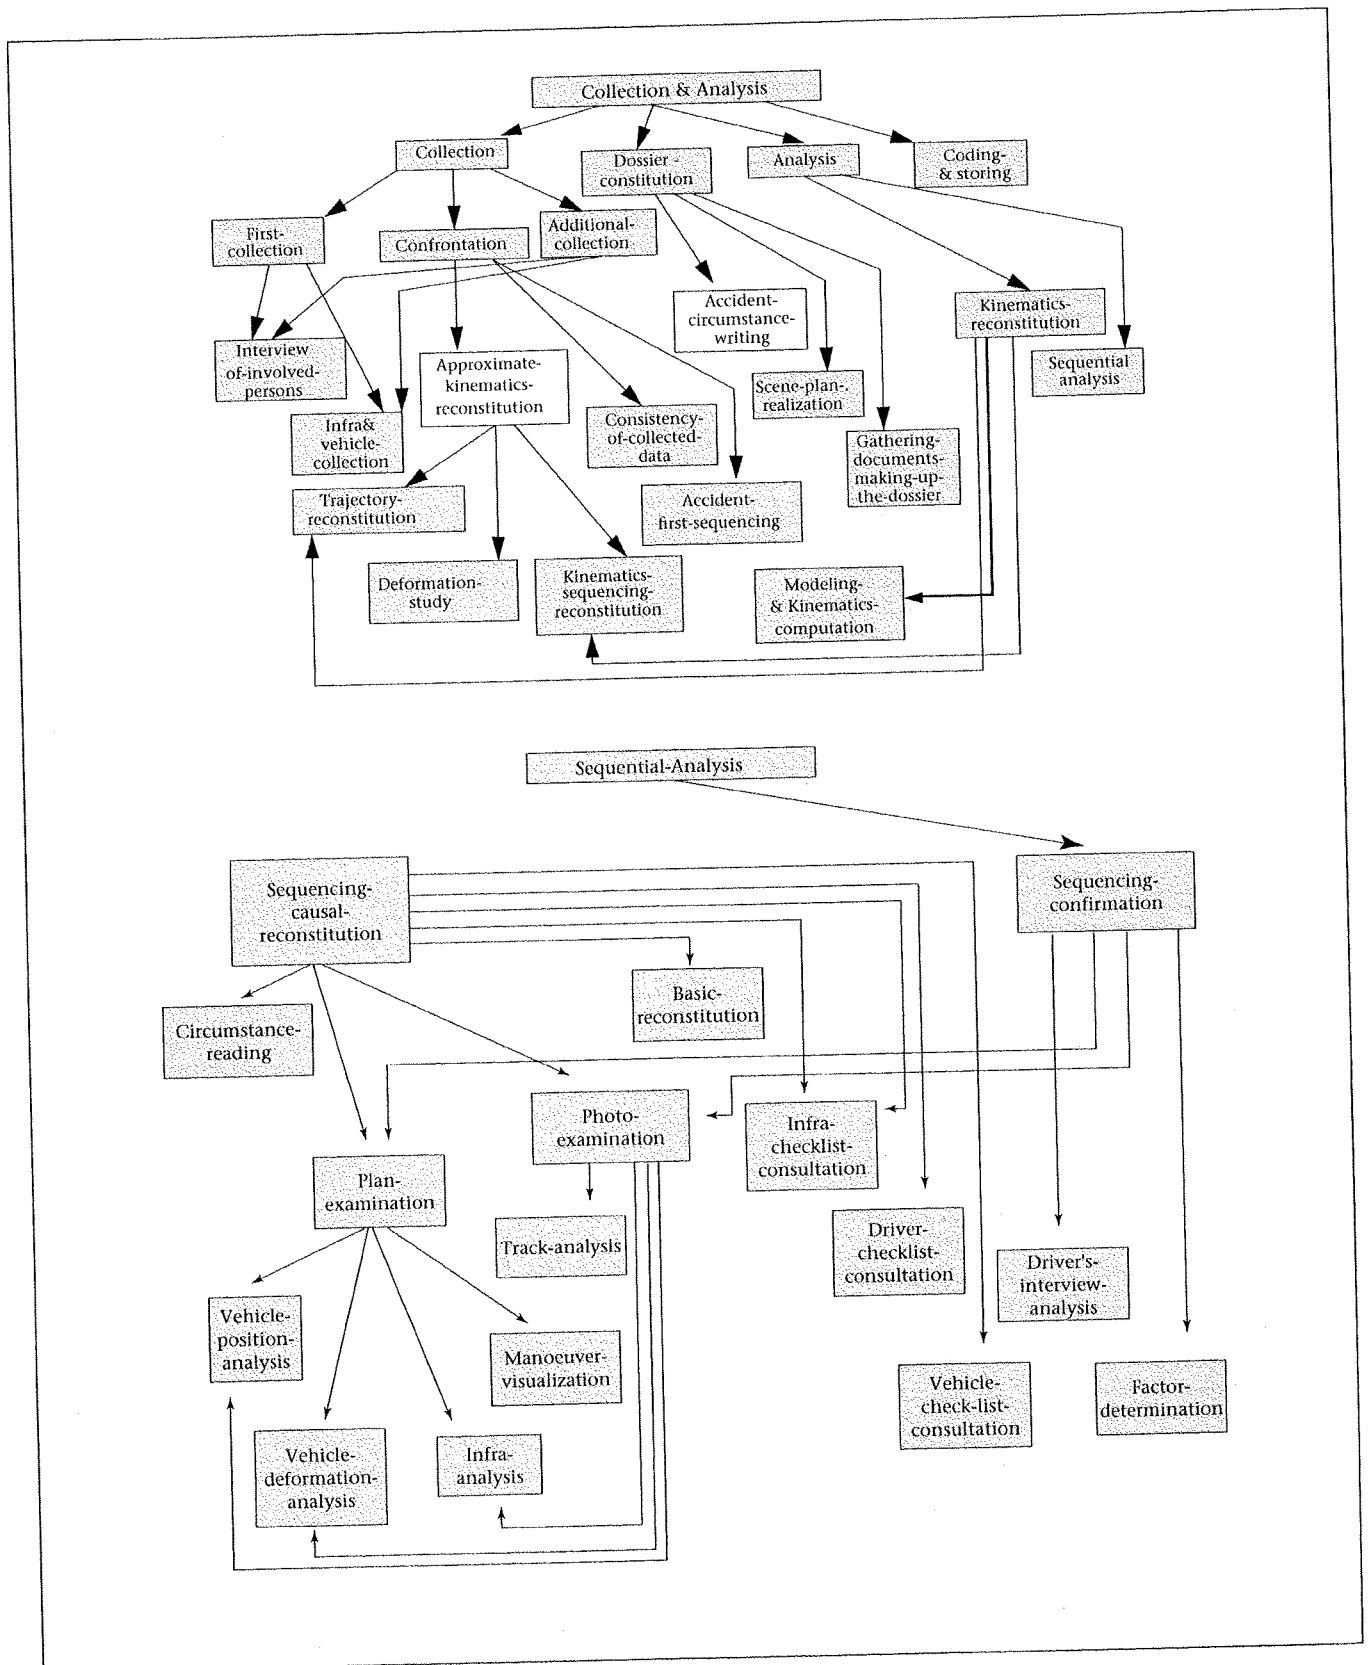 Collection & Analysis
Collection
Dossier -
constitution
Analysis
Coding-
& storing
First-
collection
Confrontation
Additional-
collection
Accident-
circumstance-
writing
Kinematics-
reconstitution
Interview
of-involved-
persons
Approximate-
kinematics-
reconstitution
Scene-plan-.
realization
Sequential
analysis
Infra&
vehicle-
collection
Consistency
of-collected-
data
Gathering-
documents-
making-up-
the-dossier
Trajectory-
reconstitution
Accident-
first-sequencing
Deformation-
study
Kinematics-
sequencing-
reconstitution
Modeling-
& Kinematics-
computation
Sequential-Analysis
Sequencing-
causal-
reconstitution
Sequencing-
confirmation
Circumstance-
reading
Basic-
reconstitution
Photo-
examination
Infra-
checklist-
consultation
Plan-
examination
Track-analysis
Driver-
checklist-
consultation
Driver's-
interview-
analysis
Vehicle-
position-
analysis
Manoeuver-
visualization
Vehicle-
check-list-
consultation
Factor-
determination
Vehicle-
deformation-
analysis
Infra-
analysis